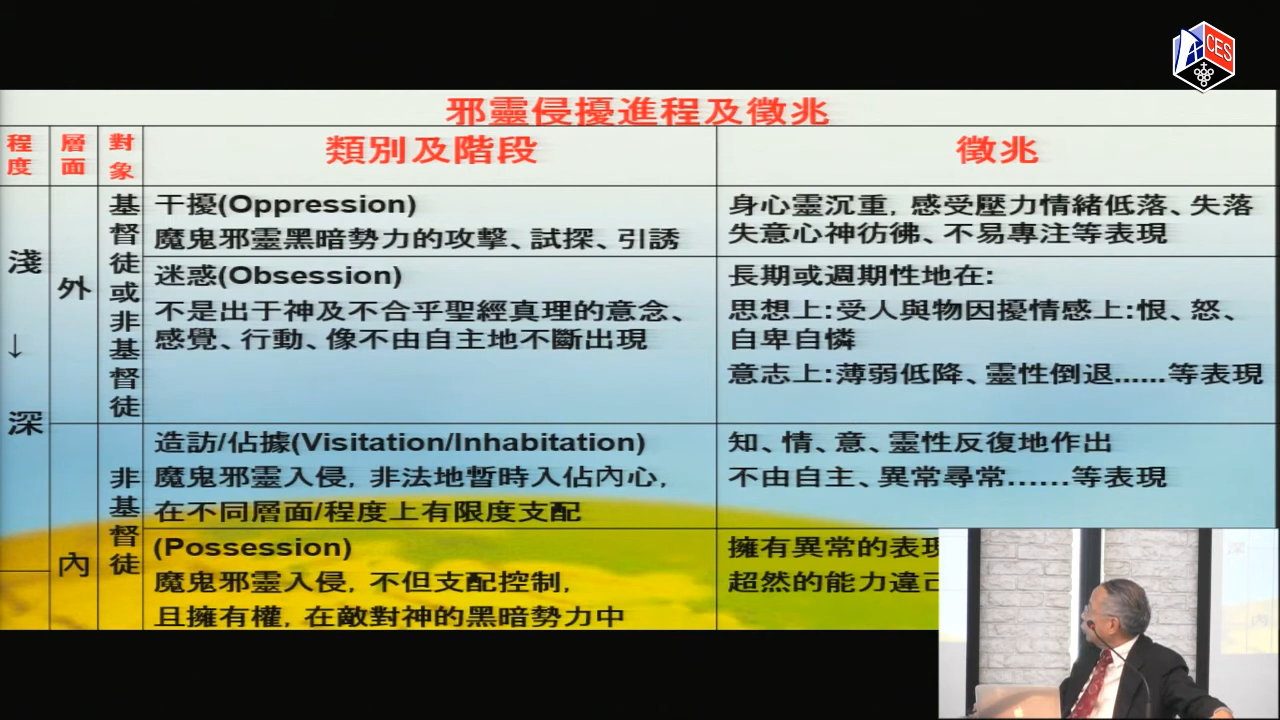 ACES
邪靈侵擾進程及徵兆
程度
層面
對象
類別及階段
徵兆
淺
↓
深
外
內
基督徒或非基督徒
非基督徒
干擾(Oppression)
魔鬼邪靈黑暗勢力的攻擊、試探、引誘
身心靈沉重, 感受壓力情緒低落、失落
失意心神彷彿、不易專注等表現
迷惑(Obsession)
不是出于神及不合乎聖經真理的意念、
感覺、行動、像不由自主地不斷出現
長期或週期性地在:
思想上:受人與物因擾情感上:恨、怒、
自卑自憐
意志上:薄弱低降、靈性倒退......等表現
造訪/佔據(Visitation/Inhabitation)
魔鬼邪靈入侵, 非法地暫時入佔內心,
在不同層面/程度上有限度支配
知、情、意、靈性反復地作出
不由自主、異常尋常......等表現
(Possession)
魔鬼邪靈入侵, 不但支配控制,
且擁有權, 在敵對神的黑暗勢力中
擁有異常的表現
超然的能力違己